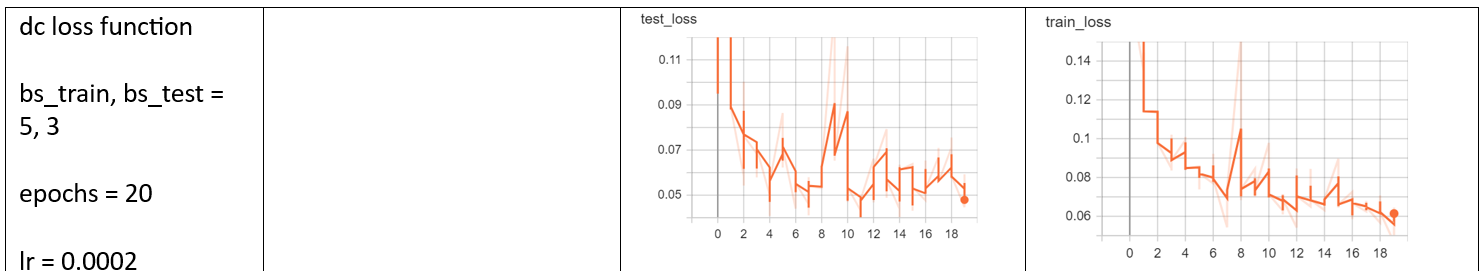 dc loss function
bs_train, bs_test =
5, 3
epochs = 20
lr = 0.0002
test_loss
0.11
0.09
0.07
0.05
0 2 4 6 8 10 12 14 16 18
train_loss
0.14
0.12
0.1
0.08
0.06
0 2 4 6 8 10 12 14 16 18